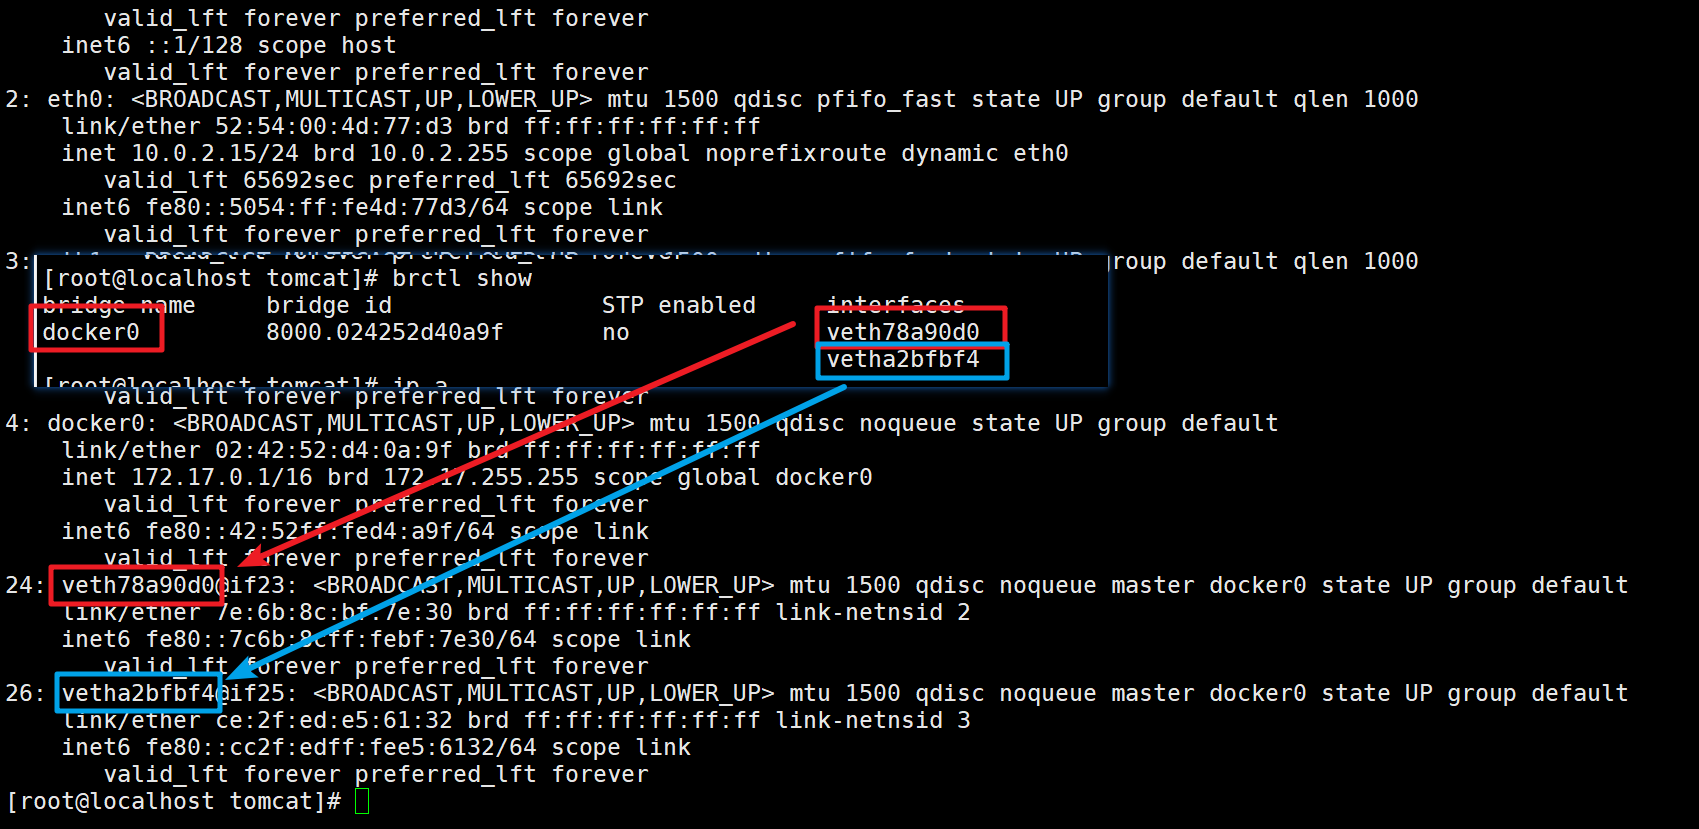 valid_lft forever preferred_lft forever
inet6 ::1/128 scope host
valid_lft forever preferred_lft forever
2: eth0: <BROADCAST,MULTICAST,UP,LOWER_UP> mtu 1500 qdisc pfifo_fast state UP group default qlen 1000
link/ether 52:54:00:4d:77:d3 brd ff:ff:ff:ff:ff:ff
inet 10.0.2.15/24 brd 10.0.2.255 scope global noprefixroute dynamic eth0
valid_lft 65692sec preferred_lft 65692sec
inet6 fe80::5054:ff:fe4d:77d3/64 scope link
valid_lft forever preferred_lft forever
3: group default qlen 1000
[root@localhost tomcat]# brctl show
bridge name bridge id STP enabled interfaces
docker0 8000.024252d40a9f no veth78a90d0
vetha2bfbf4
[root@localhost tomcat]# ip a
valid_lft forever preferred_lft forever
4: docker0: <BROADCAST,MULTICAST,UP,LOWER_UP> mtu 1500 qdisc noqueue state UP group default
link/ether 02:42:52:d4:0a:9f brd ff:ff:ff:ff:ff:ff
inet 172.17.0.1/16 brd 172.17.255.255 scope global docker0
valid_lft forever preferred_lft forever
inet6 fe80::42:52ff:fed4:a9f/64 scope link
valid_lft forever preferred_lft forever
24: veth78a90d0@if23: <BROADCAST,MULTICAST,UP,LOWER_UP> mtu 1500 qdisc noqueue master docker0 state UP group default
link/ether 7e:6b:8c:bf:7e:30 brd ff:ff:ff:ff:ff:ff link-netnsid 2
inet6 fe80::7c6b:8cff:febf:7e30/64 scope link
valid_lft forever preferred_lft forever
26: vetha2bfbf4@if25: <BROADCAST,MULTICAST,UP,LOWER_UP> mtu 1500 qdisc noqueue master docker0 state UP group default
link/ether ce:2f:ed:e5:61:32 brd ff:ff:ff:ff:ff:ff link-netnsid 3
inet6 fe80::cc2f:edff:fee5:6132/64 scope link
valid_lft forever preferred_lft forever
[root@localhost tomcat]#